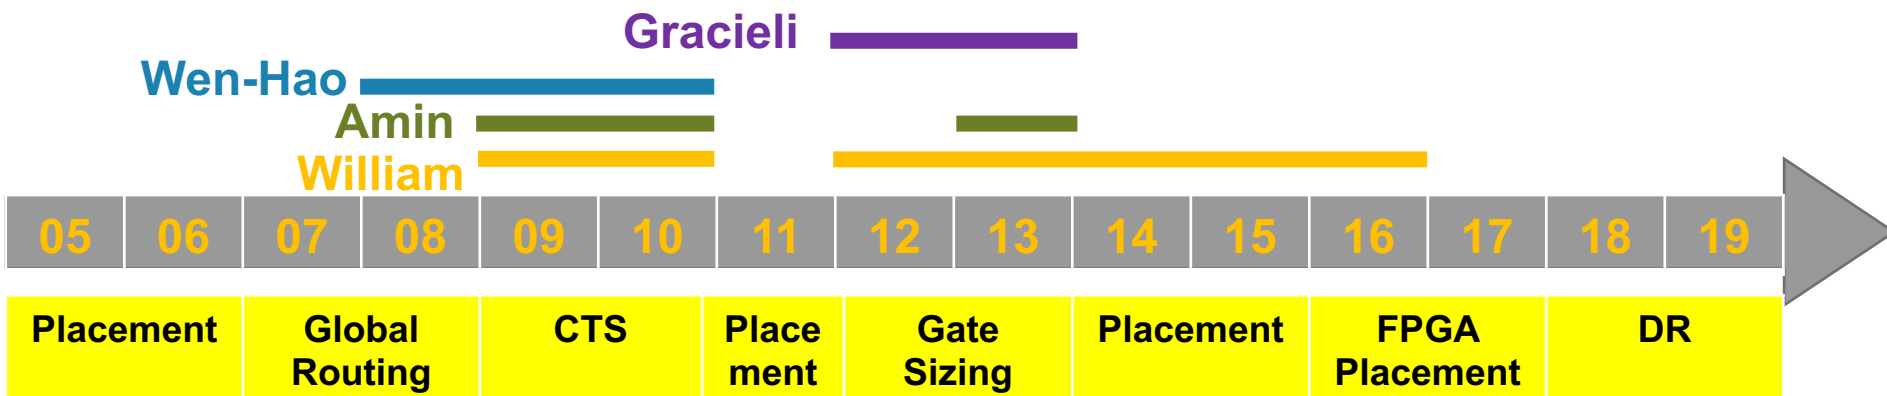 Gracieli
Wen-Hao
Amin
William
05 06 07 08 09 10 11 12 13 14 15 16 17 18 19
Placement Global CTS Place Gate Placement FPGA DR
Routing ment Sizing Placement